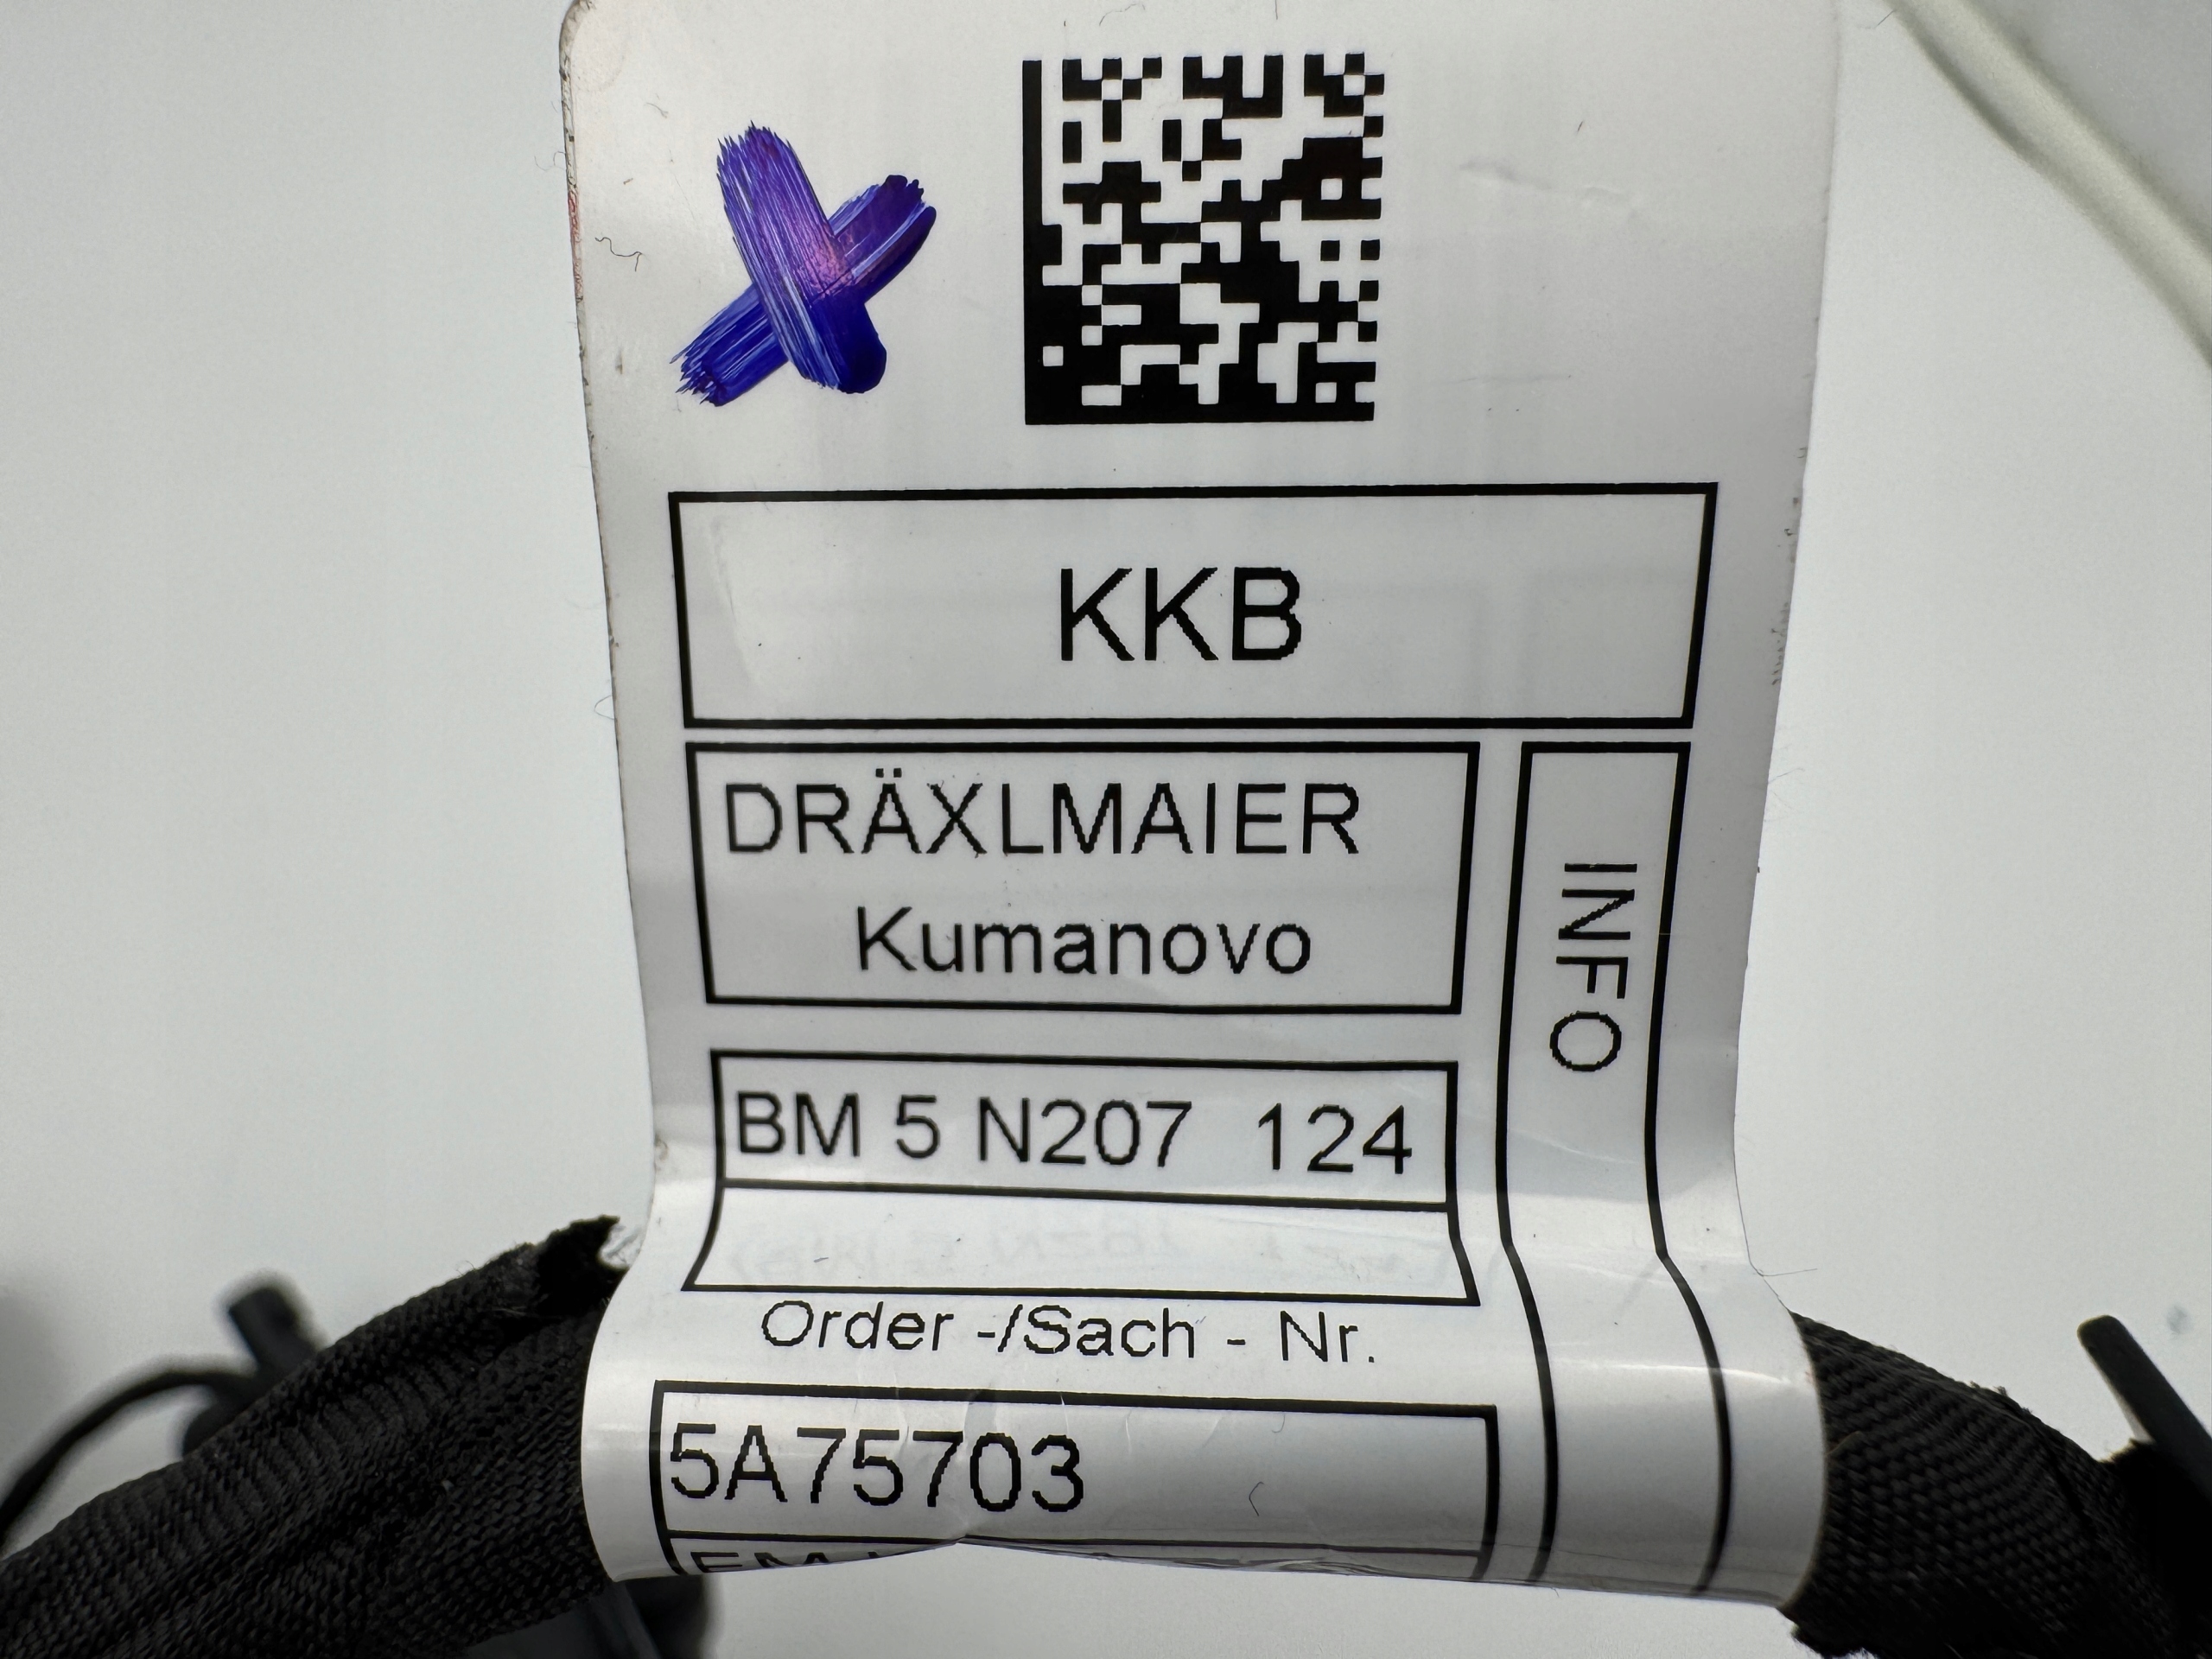 KKB
DRÄXLMAIER
Kumanovo
INFO
BM 5 N207 124
Order -/Sach - Nr.
5A75703